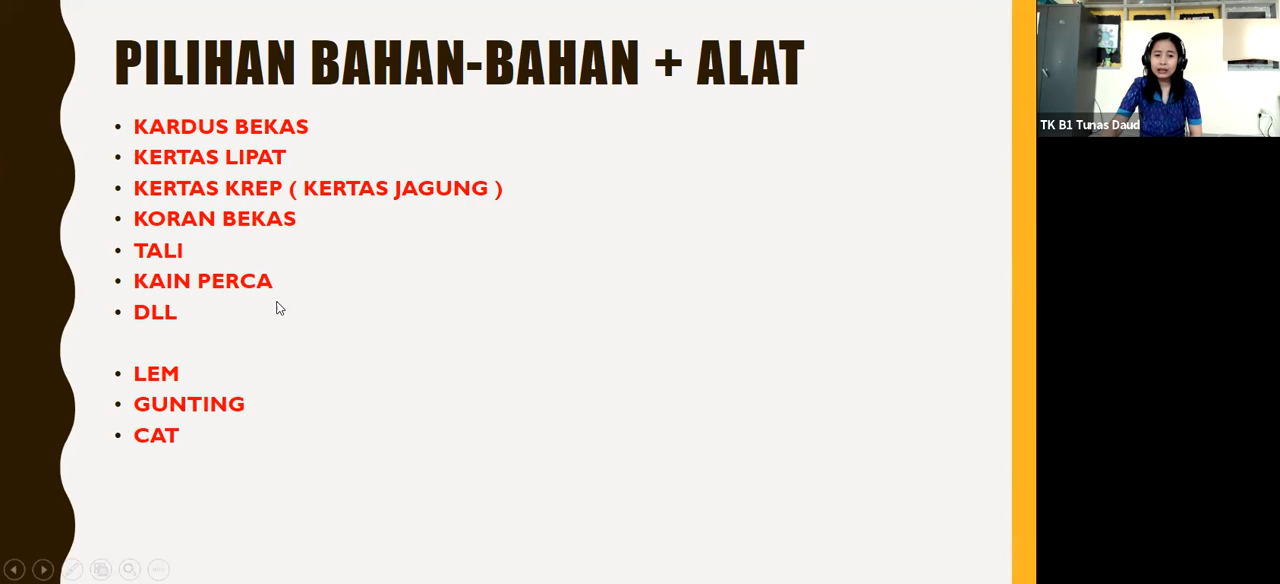 PILIHAN BAHAN-BAHAN + ALAT
• KARDUS BEKAS
• KERTAS LIPAT
• KERTAS KREP ( KERTAS JAGUNG )
• KORAN BEKAS
• TALI
• KAIN PERCA
• DLL
• LEM
• GUNTING
• CAT
TK B1 Tunas Daud